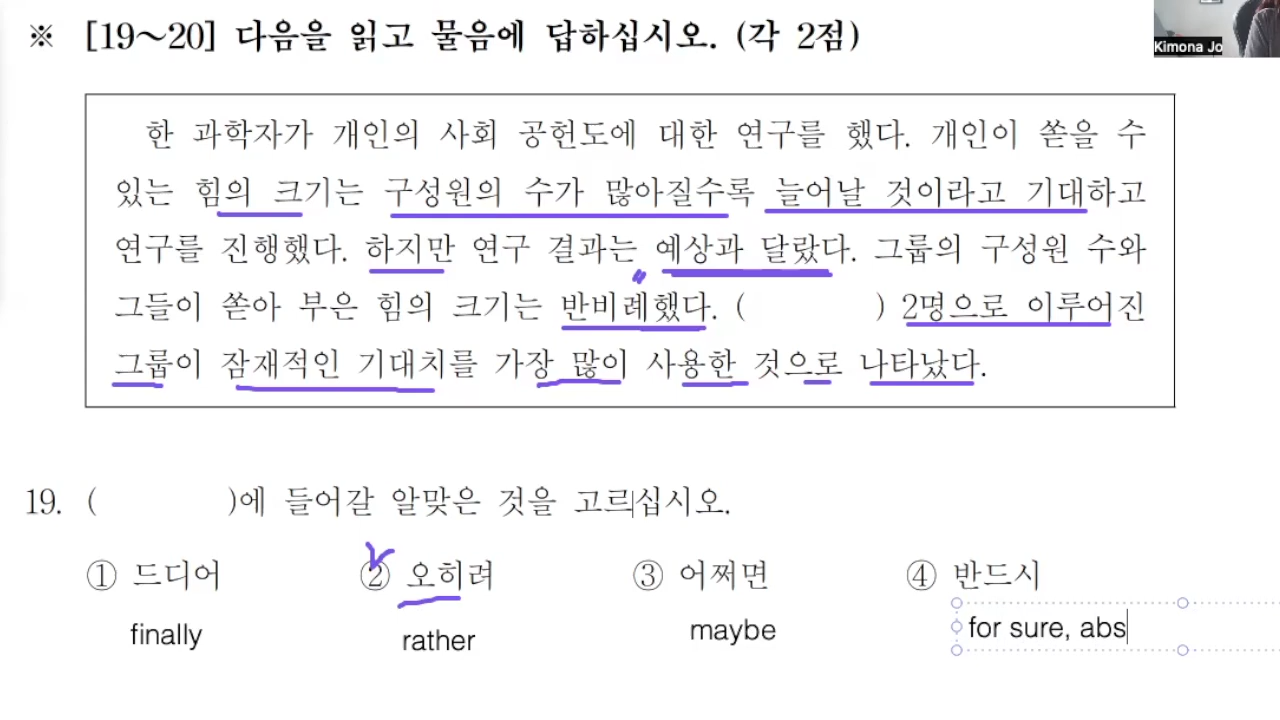 ※ [19～20] 다음을 읽고 물음에 답하십시오. (각 2점)
Kimona Jo
한 과학자가 개인의 사회 공헌도에 대한 연구를 했다. 개인이 쏟을 수
있는 힘의 크기는 구성원의 수가 많아질수록 늘어날 것이라고 기대하고
연구를 진행했다. 하지만 연구 결과는 예상과 달랐다. 그룹의 구성원 수와
그들이 쏟아 부은 힘의 크기는 반비례했다. ( ) 2명으로 이루어진
그룹이 잠재적인 기대치를 가장 많이 사용한 것으로 나타났다.
19. ( )에 들어갈 알맞은 것을 고르십시오.
① 드디어 ② 오히려 ③ 어쩌면 ④ 반드시
finally rather maybe for sure, abs